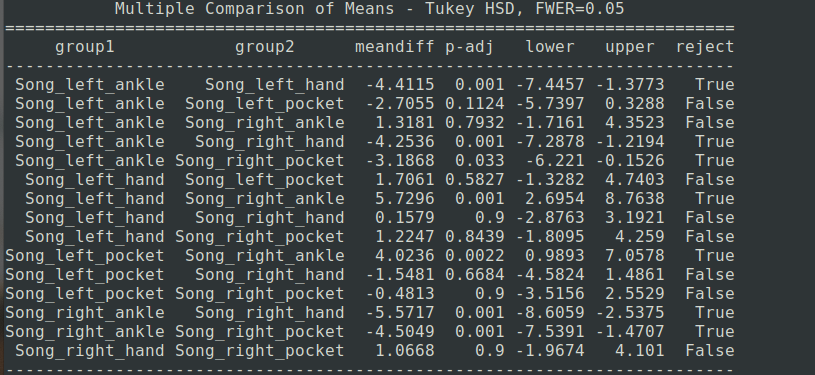 Multiple Comparison of Means - Tukey HSD, FWER=0.05
=========================================================================
group1 group2 meandiff p-adj lower upper reject
-------------------------------------------------------------------------
Song_left_ankle Song_left_hand -4.4115 0.001 -7.4457 -1.3773 True
Song_left_ankle Song_left_pocket -2.7055 0.1124 -5.7397 0.3288 False
Song_left_ankle Song_right_ankle 1.3181 0.7932 -1.7161 4.3523 False
Song_left_ankle Song_right_hand -4.2536 0.001 -7.2878 -1.2194 True
Song_left_ankle Song_right_pocket -3.1868 0.033 -6.221 -0.1526 True
Song_left_hand Song_left_pocket 1.7061 0.5827 -1.3282 4.7403 False
Song_left_hand Song_right_ankle 5.7296 0.001 2.6954 8.7638 True
Song_left_hand Song_right_hand 0.1579 0.9 -2.8763 3.1921 False
Song_left_hand Song_right_pocket 1.2247 0.8439 -1.8095 4.259 False
Song_left_pocket Song_right_ankle 4.0236 0.0022 0.9893 7.0578 True
Song_left_pocket Song_right_hand -1.5481 0.6684 -4.5824 1.4861 False
Song_left_pocket Song_right_pocket -0.4813 0.9 -3.5156 2.5529 False
Song_right_ankle Song_right_hand -5.5717 0.001 -8.6059 -2.5375 True
Song_right_ankle Song_right_pocket -4.5049 0.001 -7.5391 -1.4707 True
Song_right_hand Song_right_pocket 1.0668 0.9 -1.9674 4.101 False
-------------------------------------------------------------------------